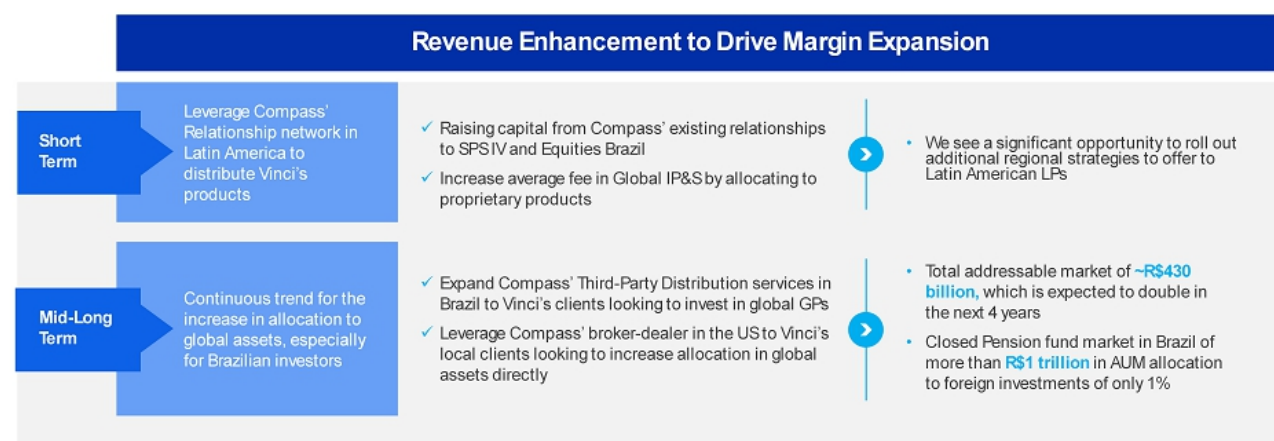 Revenue Enhancement to Drive Margin Expansion
Short
Term
Leverage Compass'
Relationship network in
Latin America to
distribute Vinci's
products
✓ Raising capital from Compass' existing relationships
to SPS IV and Equities Brazil
✓ Increase average fee in Global IP&S by allocating to
proprietary products
• We see a significant opportunity to roll out
additional regional strategies to offer to
Latin American LPs
Mid-Long
Term
Continuous trend for the
increase in allocation to
global assets, especially
for Brazilian investors
✓ Expand Compass' Third-Party Distribution services in
Brazil to Vinci's clients looking to invest in global GPs
✓ Leverage Compass' broker-dealer in the US to Vinci's
local clients looking to increase allocation in global
assets directly
• Total addressable market of ~R$430
billion, which is expected to double in
the next 4 years
• Closed Pension fund market in Brazil of
more than R$1 trillion in AUM allocation
to foreign investments of only 1%